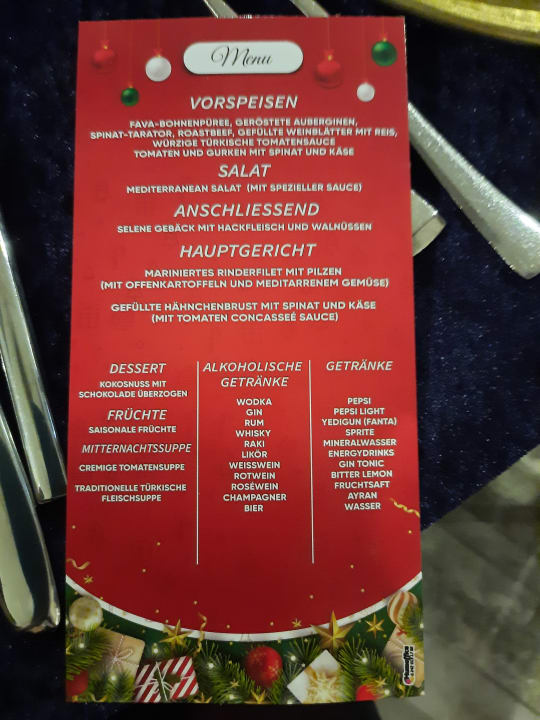 Menu
VORSPEISEN
FAVA-BOHNENPÜREE, GERÖSTETE AUBERGINEN,
SPINAT-TARATOR, ROASTBEEF, GEFÜLLTE WEINBLÄTTER MIT REIS,
WÜRZIGE TÜRKISCHE TOMATENSAUCE
TOMATEN UND GURKEN MIT SPINAT UND KÄSE
SALAT
MEDITERRANEAN SALAT (MIT SPEZIELLER SAUCE)
ANSCHLIESSEND
SELENE GEBÄCK MIT HACKFLEISCH UND WALNÜSSEN
HAUPTGERICHT
MARINIERTES RINDERFILET MIT PILZEN
(MIT OFFENKARTOFFELN UND MEDITARRENEM GEMÜSE)
GEFÜLLTE HÄHNCHENBRUST MIT SPINAT UND KÄSE
(MIT TOMATEN CONCASSEÉ SAUCE)
DESSERT
KOKOSNUSS MIT
SCHOKOLADE ÜBERZOGEN
FRÜCHTE
SAISONALE FRÜCHTE
MITTERNACHTSSUPPE
CREMIGE TOMATENSUPPE
TRADITIONELLE TÜRKISCHE
FLEISCHSUPPE
ALKOHOLISCHE
GETRÄNKE
WODKA
GIN
RUM
WHISKY
RAKI
LIKÖR
WEISSWEIN
ROTWEIN
ROSÉWEIN
CHAMPAGNER
BIER
GETRÄNKE
PEPSI
PEPSI LIGHT
YEDIGUN (FANTA)
SPRITE
MINERALWASSER
ENERGYDRINKS
GIN TONIC
BITTER LEMON
FRUCHTSAFT
AYRAN
WASSER